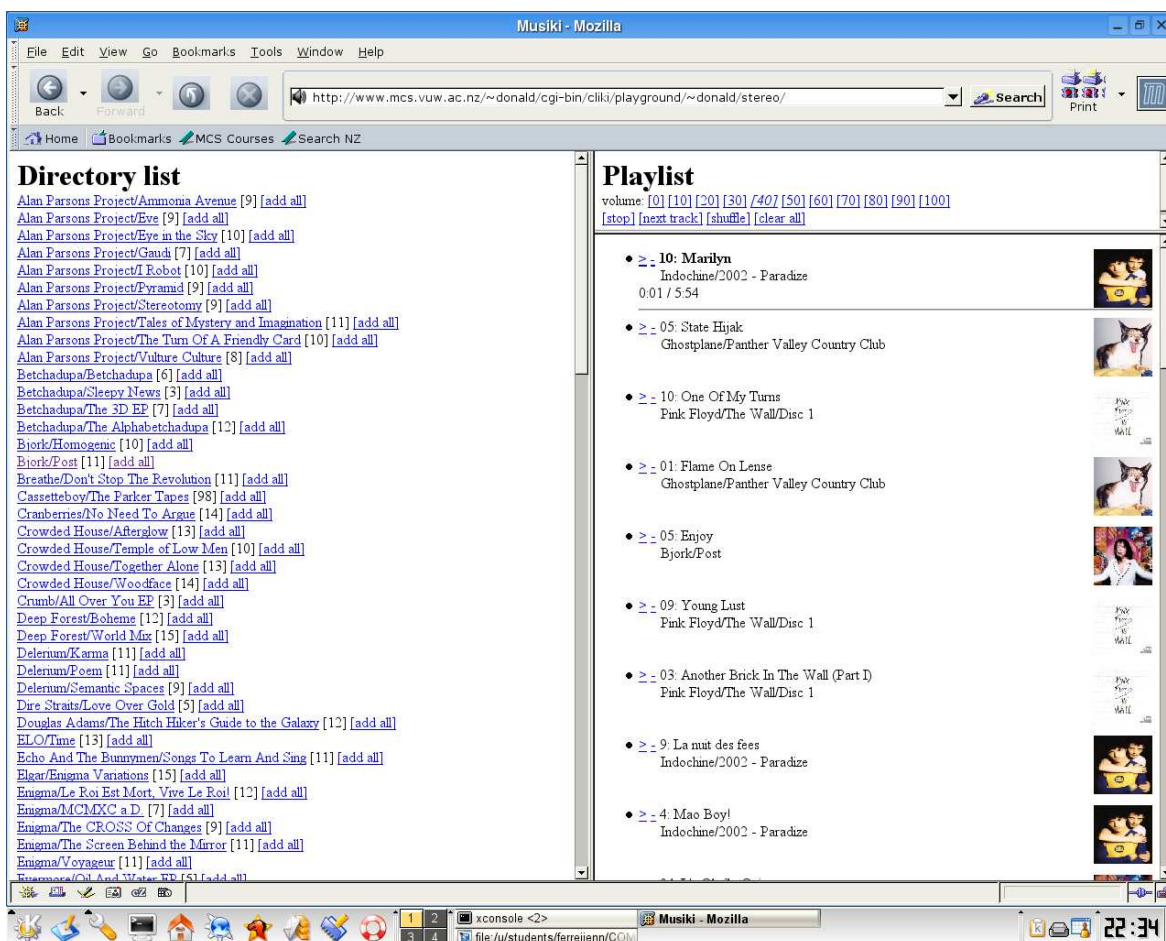 Musiki - Mozilla
File Edit View Go Bookmarks Tools Window Help
Back Forward http://www.mcs.vuw.ac.nz/~donald/cgi-bin/cliki/playground/~donald/stereo/ Search Print
Home Bookmarks MCS Courses Search NZ
Directory list
Alan Parsons Project/Ammonia Avenue [9] [add all]
Alan Parsons Project/Eve [9] [add all]
Alan Parsons Project/Eye in the Sky [10] [add all]
Alan Parsons Project/Gaudi [7] [add all]
Alan Parsons Project/I Robot [10] [add all]
Alan Parsons Project/Pyramid [9] [add all]
Alan Parsons Project/Stereotomy [9] [add all]
Alan Parsons Project/Tales of Mystery and Imagination [11] [add all]
Alan Parsons Project/The Turn Of A Friendly Card [10] [add all]
Alan Parsons Project/Vulture Culture [8] [add all]
Betchadupa/Betchadupa [6] [add all]
Betchadupa/Sleepy News [3] [add all]
Betchadupa/The 3D EP [7] [add all]
Betchadupa/The Alphabetchadupa [12] [add all]
Bjork/Homogenic [10] [add all]
Bjork/Post [11] [add all]
Breathe/Don't Stop The Revolution [11] [add all]
Cassetteboy/The Parker Tapes [98] [add all]
Cranberries/No Need To Argue [14] [add all]
Crowded House/Afterglow [13] [add all]
Crowded House/Temple of Low Men [10] [add all]
Crowded House/Together Alone [13] [add all]
Crowded House/Woodface [14] [add all]
Crumb/All Over You EP [3] [add all]
Deep Forest/Boheme [12] [add all]
Deep Forest/World Mix [15] [add all]
Delerium/Karma [11] [add all]
Delerium/Poem [11] [add all]
Delerium/Semantic Spaces [9] [add all]
Dire Straits/Love Over Gold [5] [add all]
Douglas Adams/The Hitch Hiker's Guide to the Galaxy [12] [add all]
ELO/Time [13] [add all]
Echo And The Bunnymen/Songs To Learn And Sing [11] [add all]
Elgar/Enigma Variations [15] [add all]
Enigma/Le Roi Est Mort, Vive Le Roi! [12] [add all]
Enigma/MCMXC a.D. [7] [add all]
Enigma/The CROSS Of Changes [9] [add all]
Enigma/The Screen Behind the Mirror [11] [add all]
Enigma/Voyageur [11] [add all]
Evermore/Oil And Water EP [5] [add all]
Playlist
volume: [0] [10] [20] [30] [40] [50] [60] [70] [80] [90] [100]
[stop] [next track] [shuffle] [clear all]
> - 10: Marilyn
Indochine/2002 - Paradize
0:01 / 5:54
> - 05: State Hijak
Ghostplane/Panther Valley Country Club
> - 10: One Of My Turns
Pink Floyd/The Wall/Disc 1
> - 01: Flame On Lense
Ghostplane/Panther Valley Country Club
> - 05: Enjoy
Bjork/Post
> - 09: Young Lust
Pink Floyd/The Wall/Disc 1
> - 03: Another Brick In The Wall (Part I)
Pink Floyd/The Wall/Disc 1
> - 9: La nuit des fees
Indochine/2002 - Paradize
> - 4: Mao Boy!
Indochine/2002 - Paradize
1 2 xconsole <2> Musiki - Mozilla
3 4 file:/u/students/ferreijenn/COM
22:34